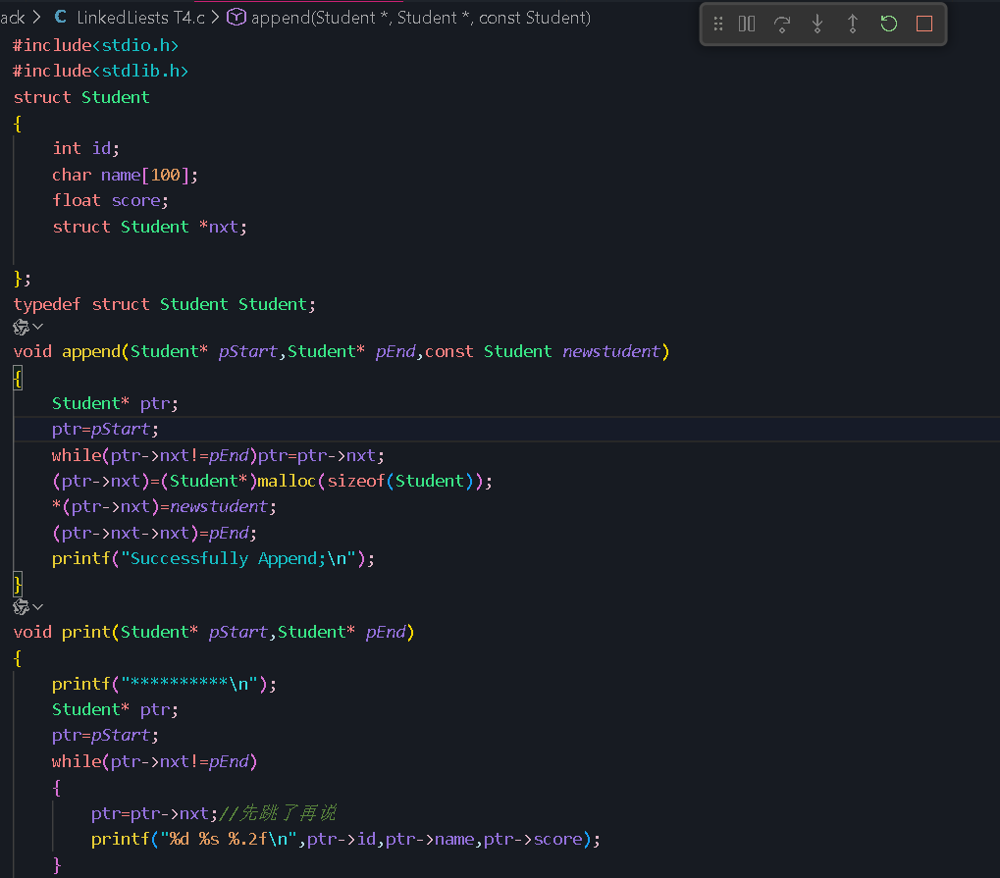 ack > C LinkedLiests T4.c > append(Student *, Student *, const Student)
#include<stdio.h>
#include<stdlib.h>
struct Student
{
    int id;
    char name[100];
    float score;
    struct Student *nxt;
};
typedef struct Student Student;
void append(Student* pStart,Student* pEnd,const Student newstudent)
{
    Student* ptr;
    ptr=pStart;
    while(ptr->nxt!=pEnd)ptr=ptr->nxt;
    (ptr->nxt)=(Student*)malloc(sizeof(Student));
    *(ptr->nxt)=newstudent;
    (ptr->nxt->nxt)=pEnd;
    printf("Successfully Append;\n");
}
void print(Student* pStart,Student* pEnd)
{
    printf("**********\n");
    Student* ptr;
    ptr=pStart;
    while(ptr->nxt!=pEnd)
    {
        ptr=ptr->nxt;//先跳了再说
        printf("%d %s %.2f\n",ptr->id,ptr->name,ptr->score);
    }